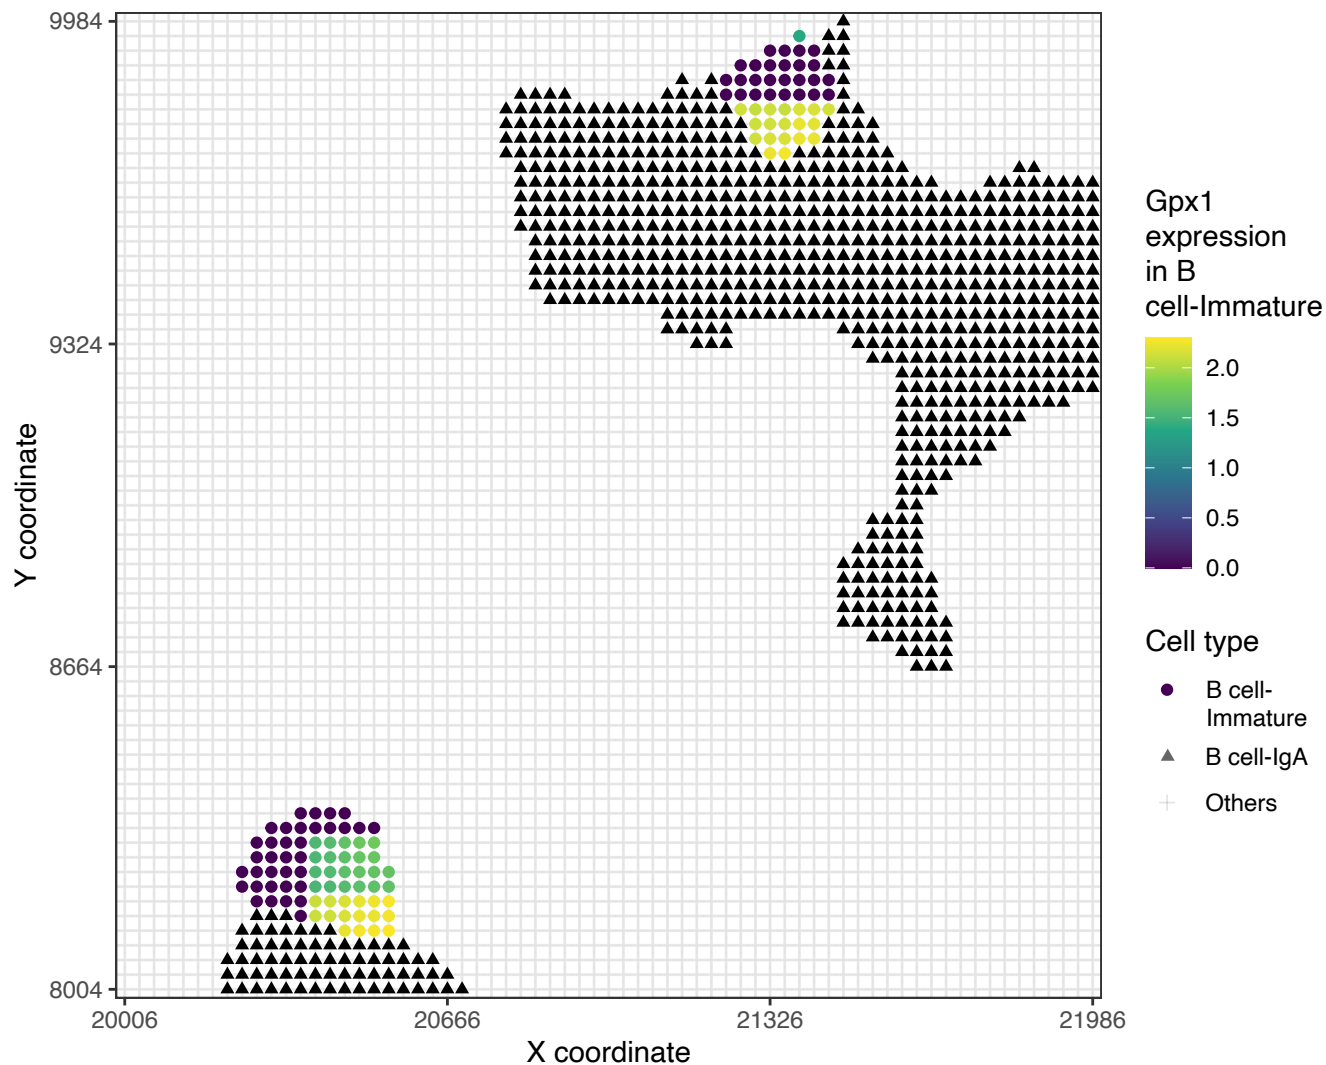 9984
9324
8664
8004
Y coordinate
20006
20666
21326
21986
X coordinate
Gpx1
expression
in B
cell-Immature
2.0
1.5
1.0
0.5
0.0
Cell type
B cell-
Immature
B cell-IgA
Others